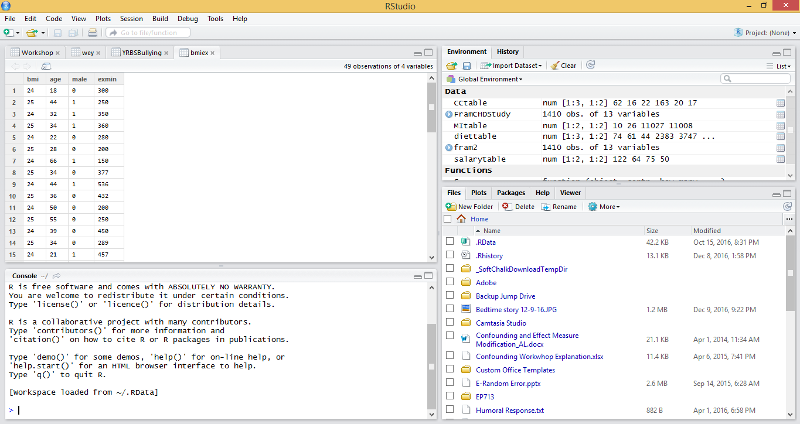 RStudio
File Edit Code View Plots Session Build Debug Tools Help
Go to file/function
Project: (None)
Workshop × wey × YRBSBullying × bmiex ×
49 observations of 4 variables
bmi age male exmin
1 24 18 0 300
2 25 44 1 250
3 24 32 1 350
4 25 34 1 360
5 24 22 0 280
6 25 28 0 200
7 24 66 1 150
8 25 34 0 377
9 24 44 1 536
10 25 36 0 432
11 24 50 0 200
12 25 55 0 250
13 24 39 0 450
14 25 34 0 289
15 24 21 1 457
Console ~/
R is free software and comes with ABSOLUTELY NO WARRANTY.
You are welcome to redistribute it under certain conditions.
Type 'license()' or 'licence()' for distribution details.
R is a collaborative project with many contributors.
Type 'contributors()' for more information and
'citation()' on how to cite R or R packages in publications.
Type 'demo()' for some demos, 'help()' for on-line help, or
'help.start()' for an HTML browser interface to help.
Type 'q()' to quit R.
[Workspace loaded from ~/.RData]
>
Environment History
Import Dataset Clear List
Global Environment
Data
CCtable num [1:3, 1:2] 62 16 22 163 20 17
FramCHDStudy 1410 obs. of 13 variables
MItable num [1:2, 1:2] 10 26 11027 11008
diettable num [1:3, 1:2] 74 61 44 2383 3747 ...
fram2 1410 obs. of 13 variables
salarytable num [1:2, 1:2] 122 64 75 50
Functions
Files Plots Packages Help Viewer
New Folder Delete Rename More
Home
Name Size Modified
.RData 42.2 KB Oct 15, 2016, 8:31 PM
.Rhistory 13.1 KB Dec 8, 2016, 1:58 PM
_SoftChalkDownloadTempDir
Adobe
Backup Jump Drive
Bedtime story 12-9-16.JPG 1.2 MB Dec 9, 2016, 9:22 PM
Camtasia Studio
Confounding and Effect Measure Modification_AL.docx 21.1 KB Apr 1, 2014, 11:34 AM
Confounding Workwhop Explanation.xlsx 11.4 KB Apr 6, 2015, 7:41 PM
Custom Office Templates
E-Random Error.pptx 2.6 MB Sep 14, 2015, 6:28 AM
EP713
Humoral Response.txt 882 B Apr 1, 2016, 6:58 PM